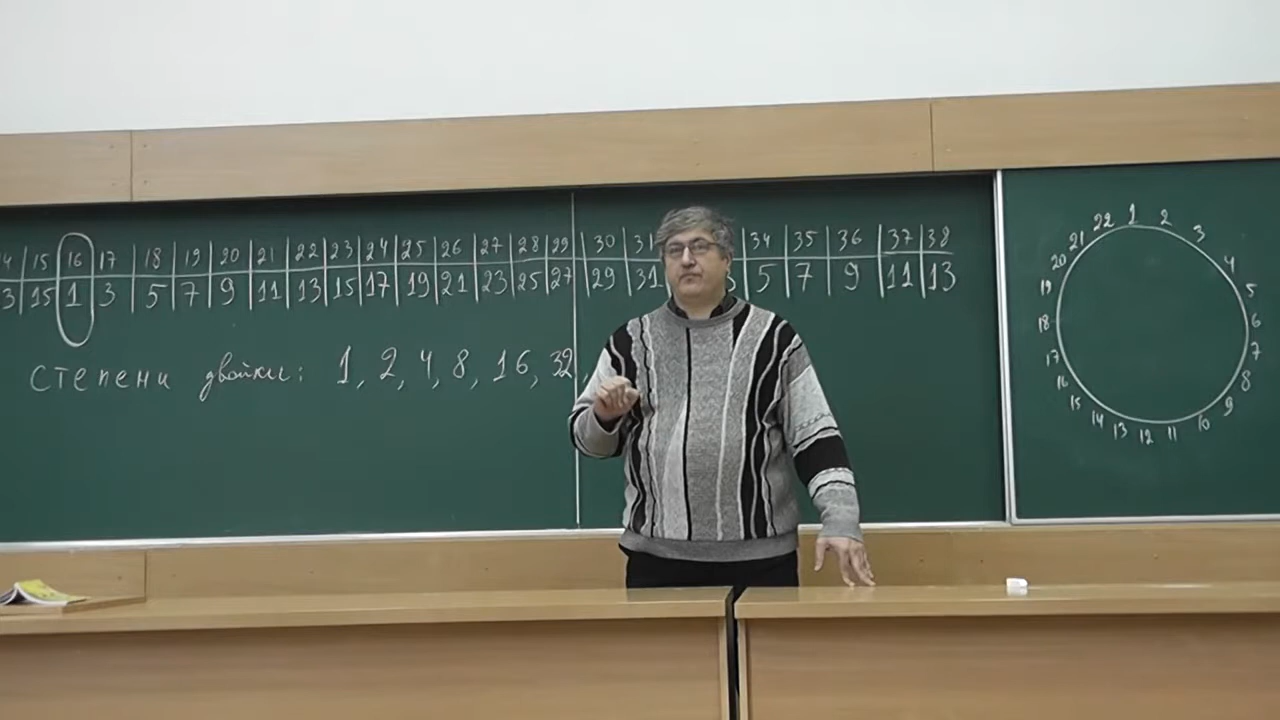 15 16 17 18 19 20 21 22 23 24 25 26 27 28 29 30 31 34 35 36 37 38
3 15 1 3 5 7 9 11 13 15 17 19 21 23 25 27 29 31 5 7 9 11 13
степени двойки: 1, 2, 4, 8, 16, 32
1 2 3 4 5 6 7 8 9 10 11 12 13 14 15 16 17 18 19 20 21 22